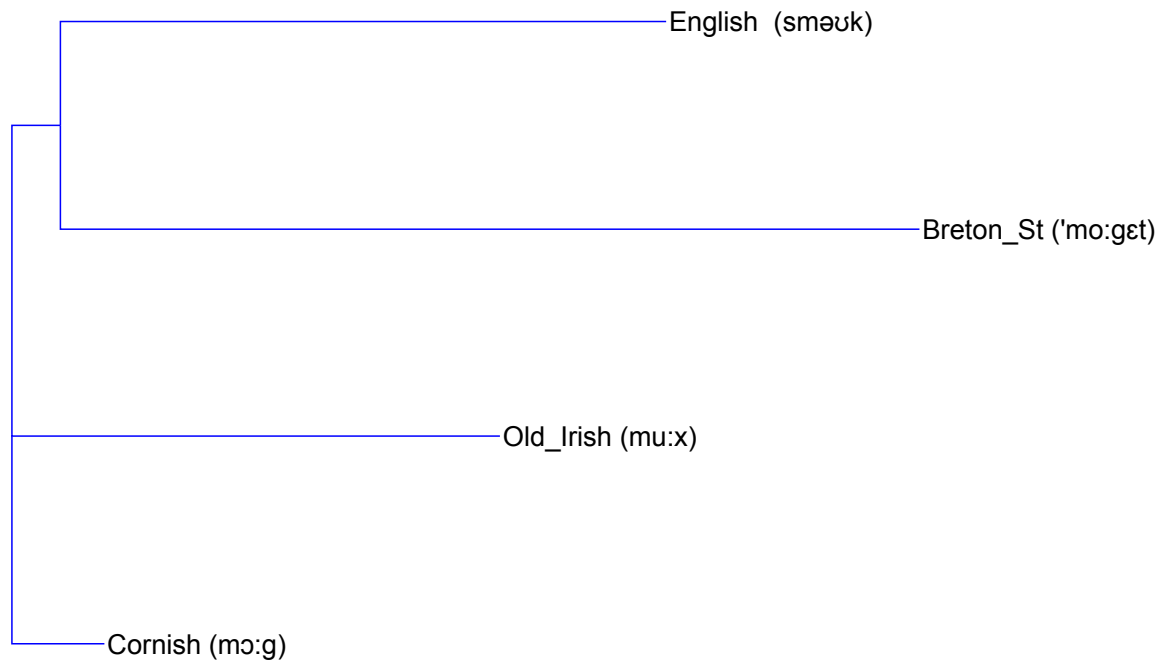 English  (sməʊk)
Breton_St ('mo:gɛt)
Old_Irish (mu:x)
Cornish (mɔ:g)